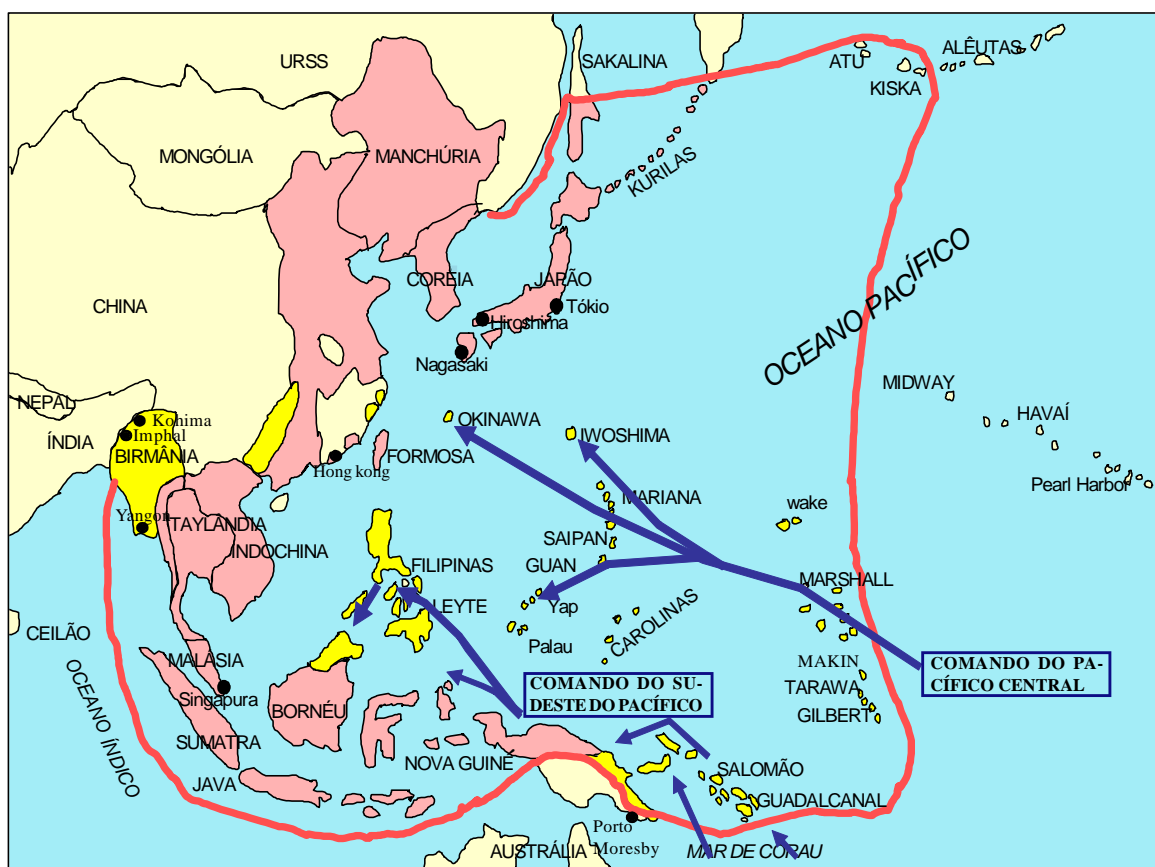 URSS
SAKALINA
ATU
ALÊUTAS
KISKA
MONGÓLIA
MANCHÚRIA
KURILAS
OCEANO PACÍFICO
CORÉIA
JAPÃO
CHINA
Tókio
Hiroshima
Nagasaki
MIDWAY
NEPAL
HAVAÍ
Kohima
OKINAWA
ÍNDIA
Imphal
IWOSHIMA
BIRMÂNIA
FORMOSA
Hong kong
Pearl Harbor
MARIANA
wake
Yangon
TAYLANDIA
SAIPAN
INDOCHINA
FILIPINAS
GUAN
MARSHALL
LEYTE
Yap
CAROLINAS
CEILÃO
Palau
MALÁSIA
MAKIN
COMANDO DO PA-
CÍFICO CENTRAL
OCEANO ÍNDICO
Singapura
COMANDO DO SU-
DESTE DO PACÍFICO
TARAWA
BORNÉU
GILBERT
SUMATRA
NOVA GUINÉ
SALOMÃO
JAVA
GUADALCANAL
Porto
Moresby
AUSTRÁLIA
MAR DE CORAU